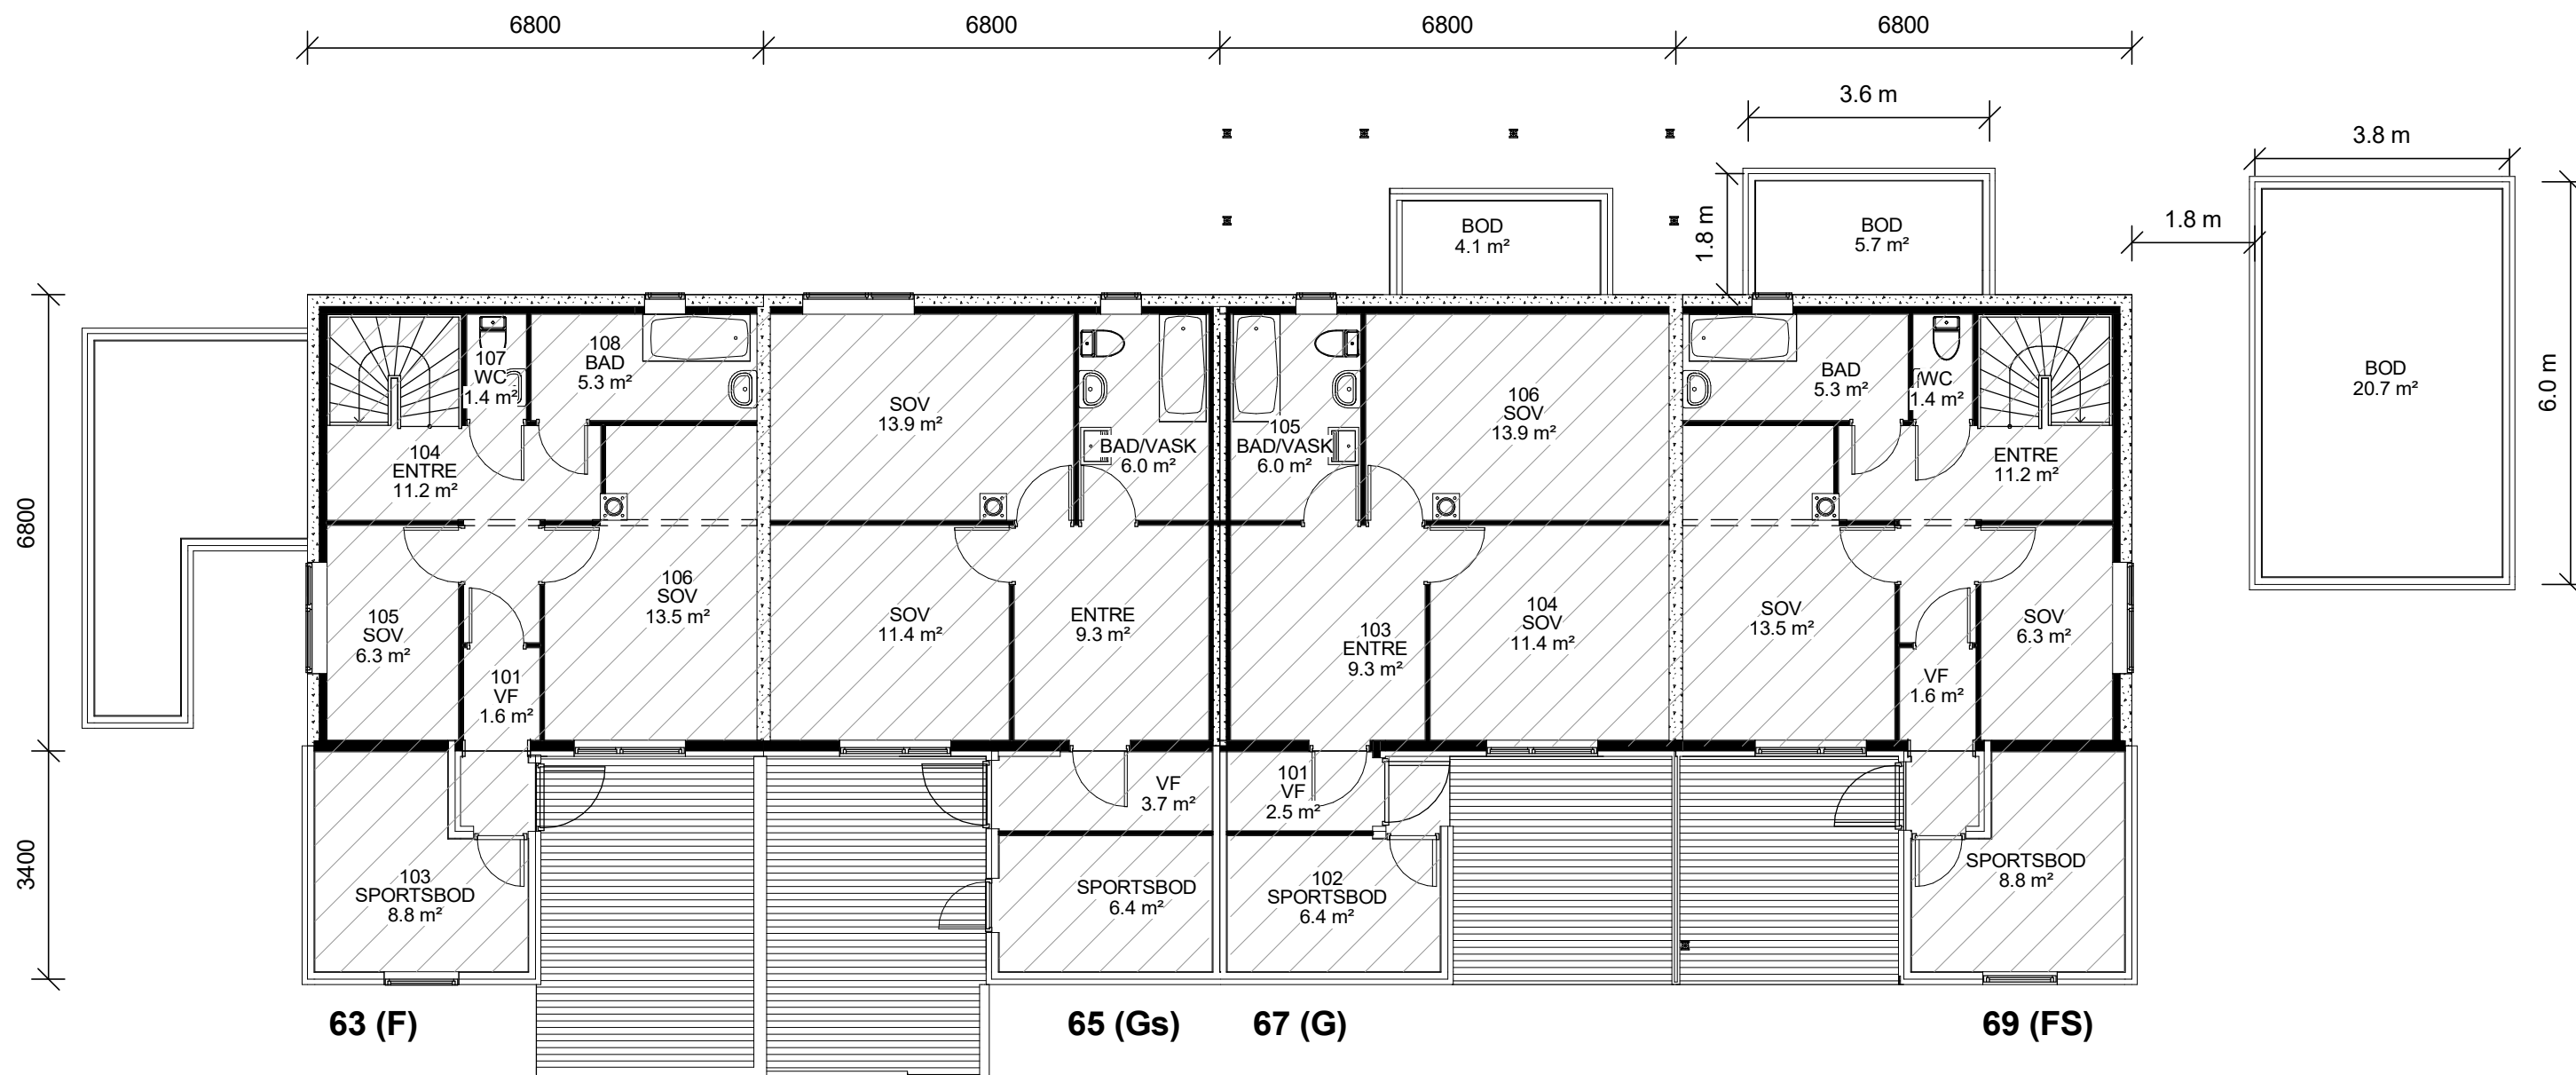 6800
6800
6800
6800
3.6 m
3.8 m
1.8 m
1.8 m
6.0 m
6800
3400
BOD
4.1 m²
BOD
5.7 m²
BOD
20.7 m²
107
WC
1.4 m²
108
BAD
5.3 m²
104
ENTRE
11.2 m²
105
SOV
6.3 m²
101
VF
1.6 m²
106
SOV
13.5 m²
103
SPORTSBOD
8.8 m²
SOV
13.9 m²
BAD/VASK
6.0 m²
SOV
11.4 m²
ENTRE
9.3 m²
VF
3.7 m²
SPORTSBOD
6.4 m²
105
BAD/VASK
6.0 m²
106
SOV
13.9 m²
103
ENTRE
9.3 m²
104
SOV
11.4 m²
101
VF
2.5 m²
102
SPORTSBOD
6.4 m²
BAD
5.3 m²
WC
1.4 m²
ENTRE
11.2 m²
SOV
13.5 m²
SOV
6.3 m²
VF
1.6 m²
SPORTSBOD
8.8 m²
63 (F)
65 (Gs)
67 (G)
69 (FS)